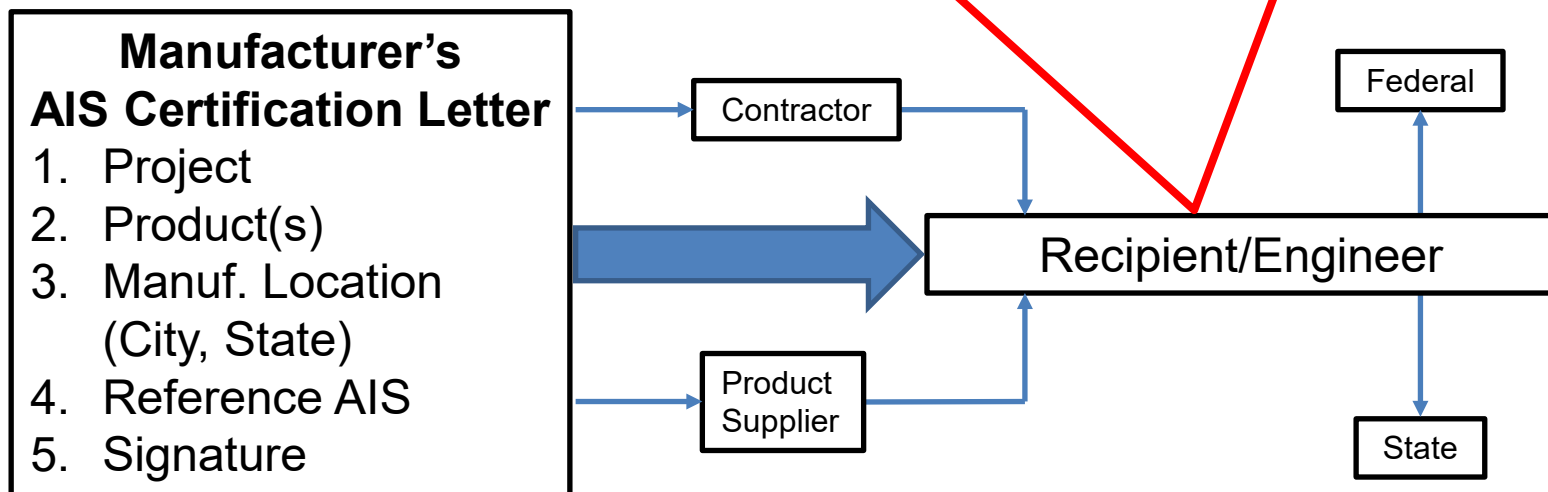 Manufacturer’s
AIS Certification Letter
1. Project
2. Product(s)
3. Manuf. Location
(City, State)
4. Reference AIS
5. Signature
Contractor
Product
Supplier
Recipient/Engineer
Federal
State